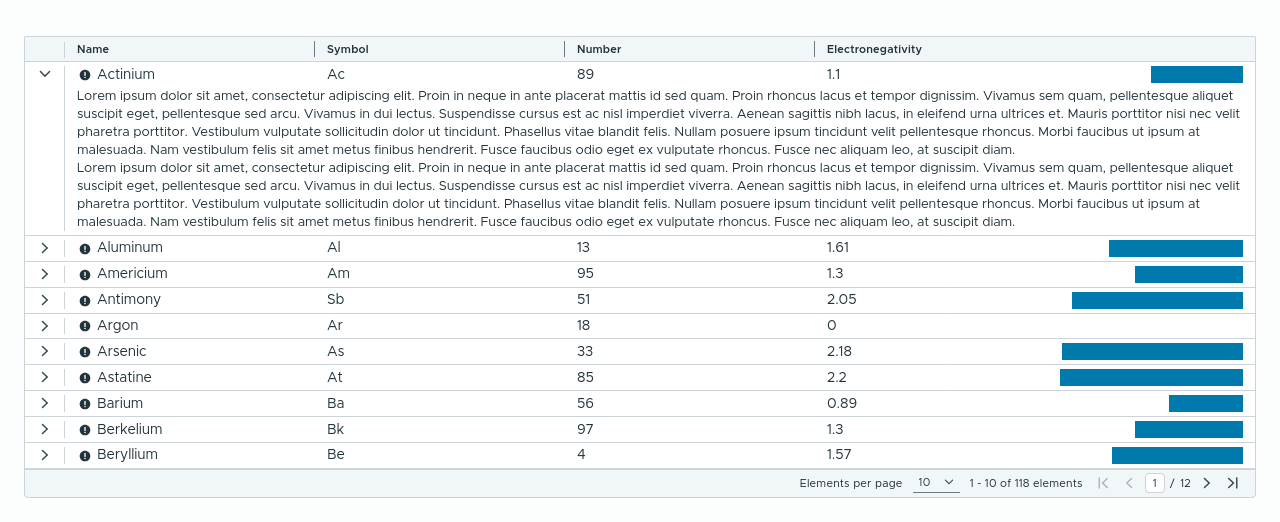 Name Symbol Number Electronegativity
Actinium Ac 89 1.1
Lorem ipsum dolor sit amet, consectetur adipiscing elit. Proin in neque in ante placerat mattis id sed quam. Proin rhoncus lacus et tempor dignissim. Vivamus sem quam, pellentesque aliquet
suscipit eget, pellentesque sed arcu. Vivamus in dui lectus. Suspendisse cursus est ac nisl imperdiet viverra. Aenean sagittis nibh lacus, in eleifend urna ultrices et. Mauris porttitor nisi nec velit
pharetra porttitor. Vestibulum vulputate sollicitudin dolor ut tincidunt. Phasellus vitae blandit felis. Nullam posuere ipsum tincidunt velit pellentesque rhoncus. Morbi faucibus ut ipsum at
malesuada. Nam vestibulum felis sit amet metus finibus hendrerit. Fusce faucibus odio eget ex vulputate rhoncus. Fusce nec aliquam leo, at suscipit diam.
Lorem ipsum dolor sit amet, consectetur adipiscing elit. Proin in neque in ante placerat mattis id sed quam. Proin rhoncus lacus et tempor dignissim. Vivamus sem quam, pellentesque aliquet
suscipit eget, pellentesque sed arcu. Vivamus in dui lectus. Suspendisse cursus est ac nisl imperdiet viverra. Aenean sagittis nibh lacus, in eleifend urna ultrices et. Mauris porttitor nisi nec velit
pharetra porttitor. Vestibulum vulputate sollicitudin dolor ut tincidunt. Phasellus vitae blandit felis. Nullam posuere ipsum tincidunt velit pellentesque rhoncus. Morbi faucibus ut ipsum at
malesuada. Nam vestibulum felis sit amet metus finibus hendrerit. Fusce faucibus odio eget ex vulputate rhoncus. Fusce nec aliquam leo, at suscipit diam.
Aluminum Al 13 1.61
Americium Am 95 1.3
Antimony Sb 51 2.05
Argon Ar 18 0
Arsenic As 33 2.18
Astatine At 85 2.2
Barium Ba 56 0.89
Berkelium Bk 97 1.3
Beryllium Be 4 1.57
Elements per page 10 1 - 10 of 118 elements 1 / 12